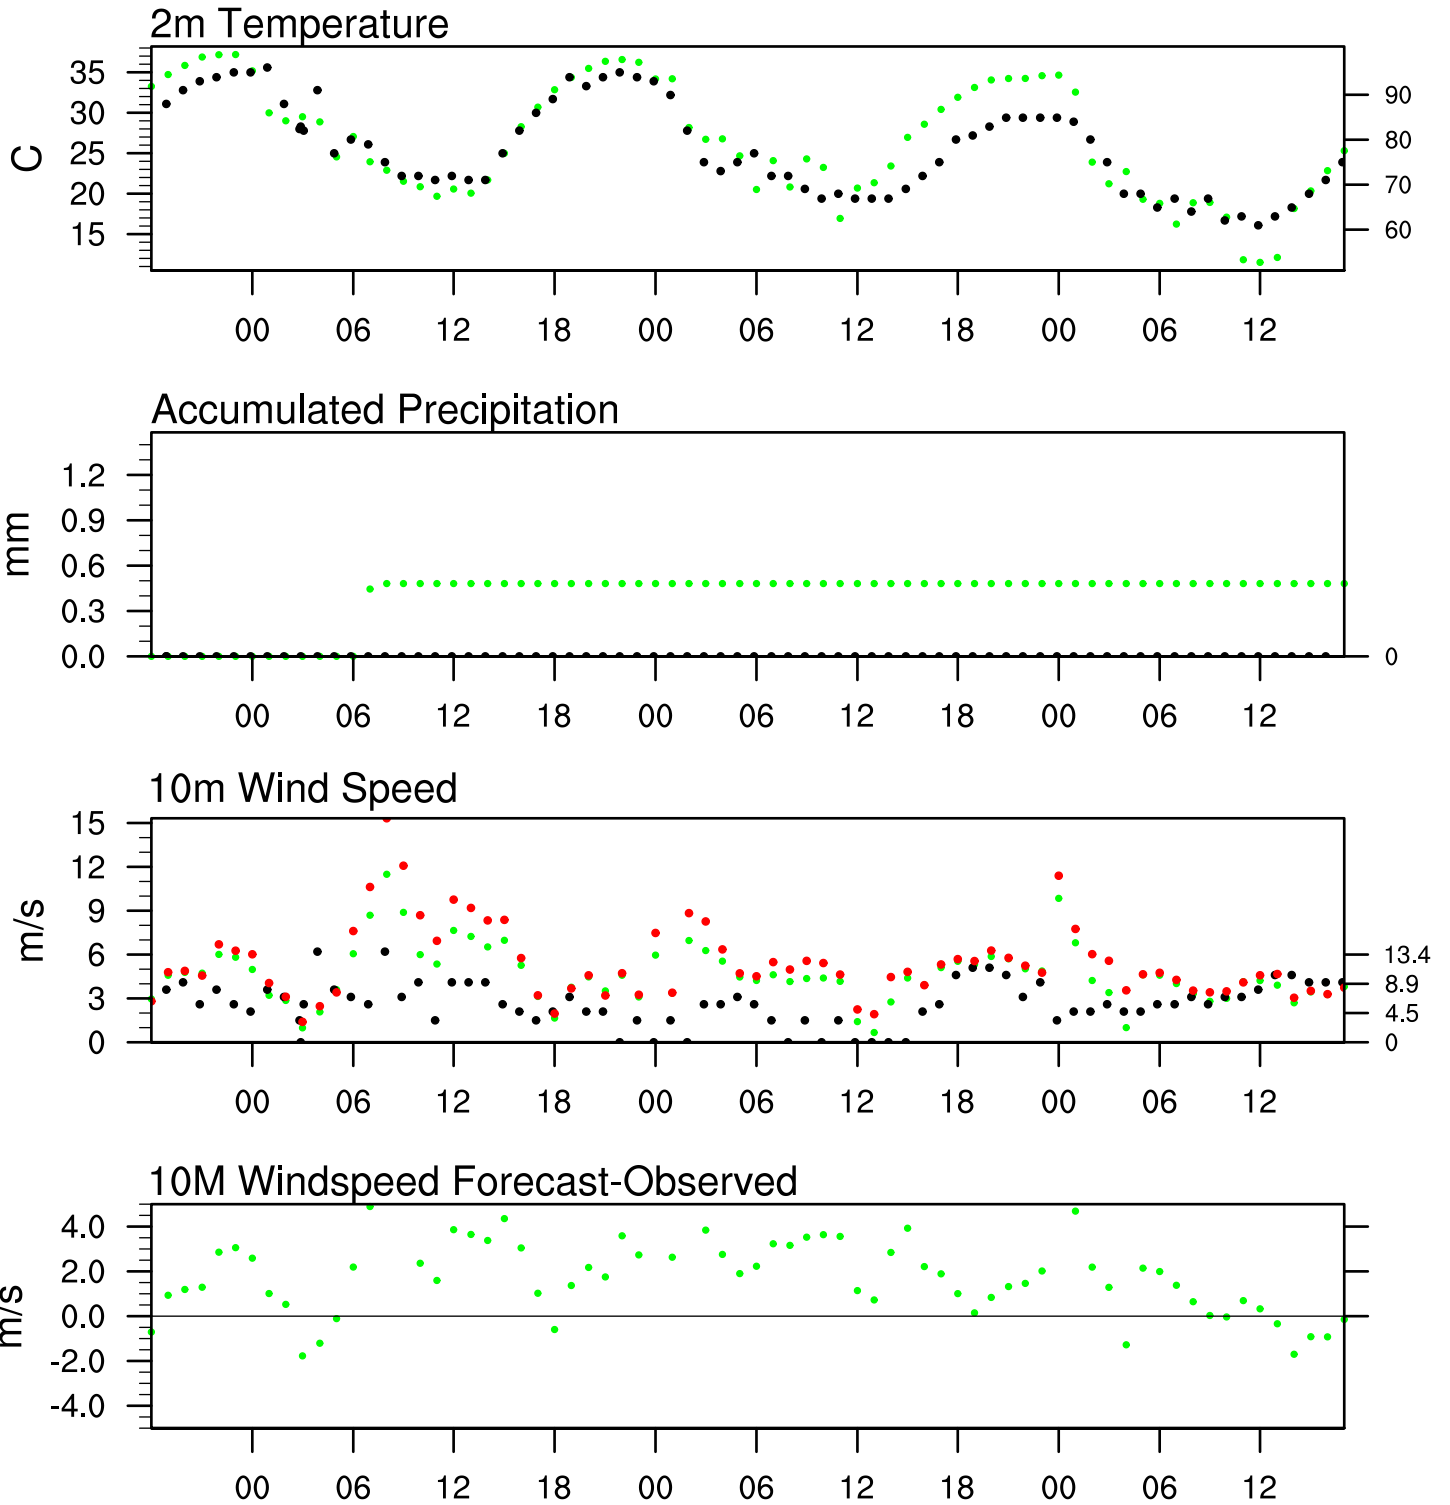 2m Temperature
C
35
30
25
20
15
90
80
70
60
00 06 12 18 00 06 12 18 00 06 12
Accumulated Precipitation
mm
1.2
0.9
0.6
0.3
0.0
0
00 06 12 18 00 06 12 18 00 06 12
10m Wind Speed
m/s
15
12
9
6
3
0
13.4
8.9
4.5
0
00 06 12 18 00 06 12 18 00 06 12
10M Windspeed Forecast-Observed
m/s
4.0
2.0
0.0
-2.0
-4.0
00 06 12 18 00 06 12 18 00 06 12